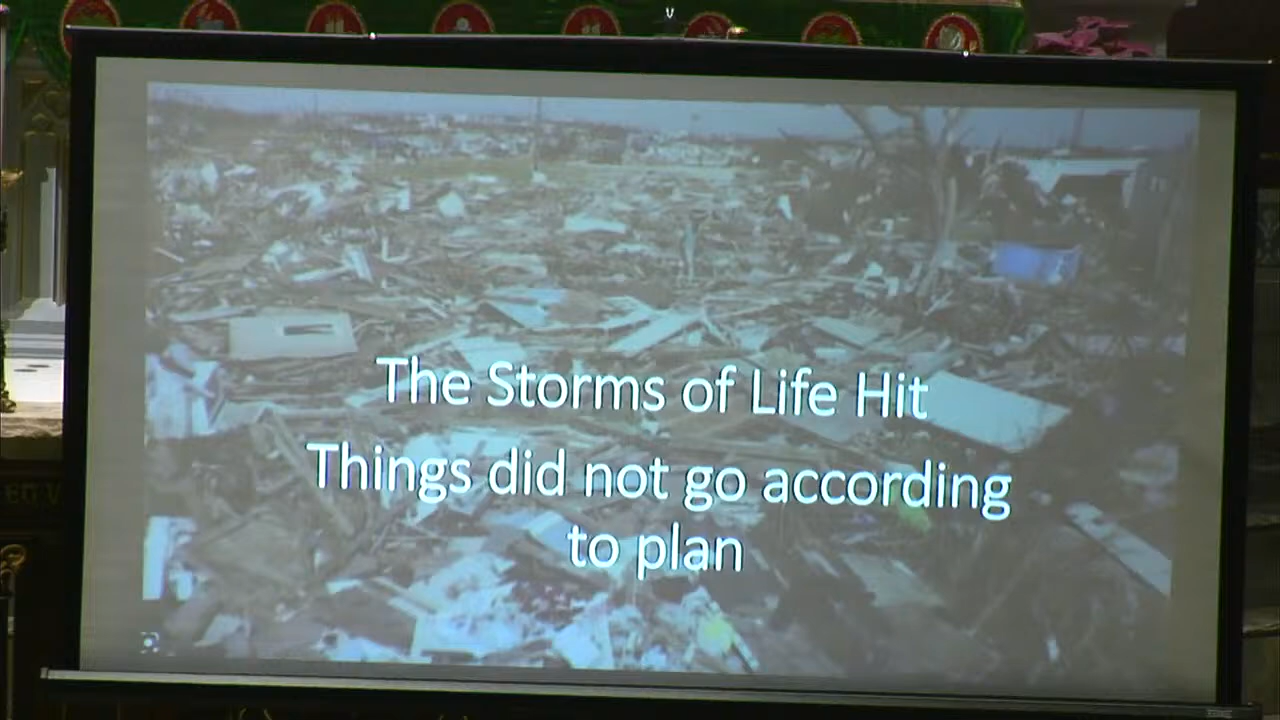 The Storms of Life Hit
Things did not go according
to plan